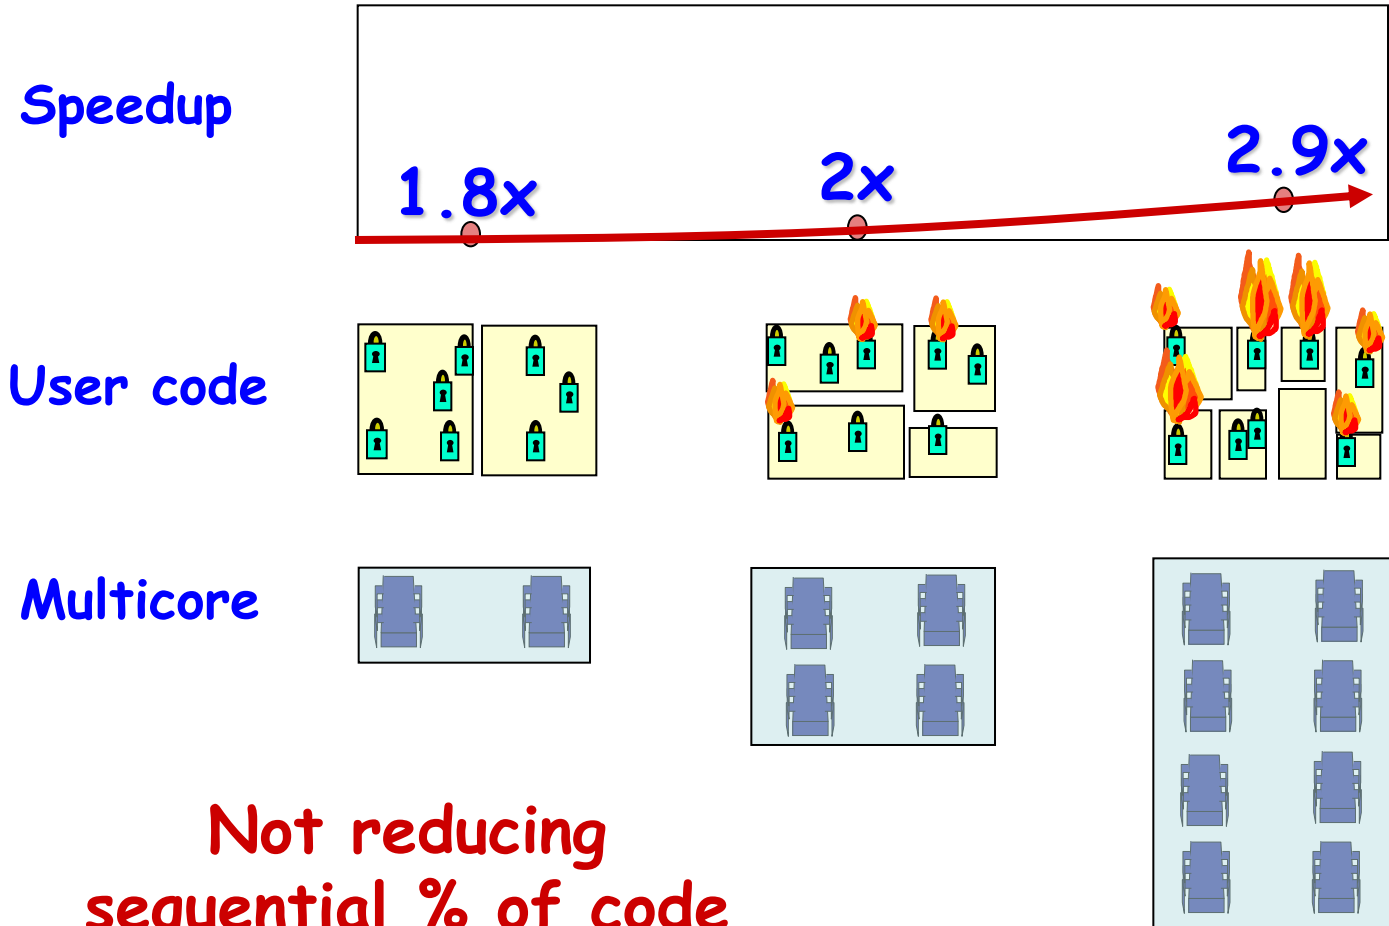 Speedup
1.8x
2x
2.9x
User code
Multicore
Not reducing
sequential % of code